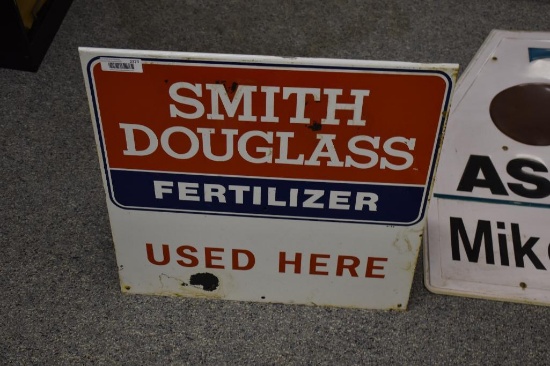 SMITH
DOUGLASS
FERTILIZER
USED HERE
AS
Mik